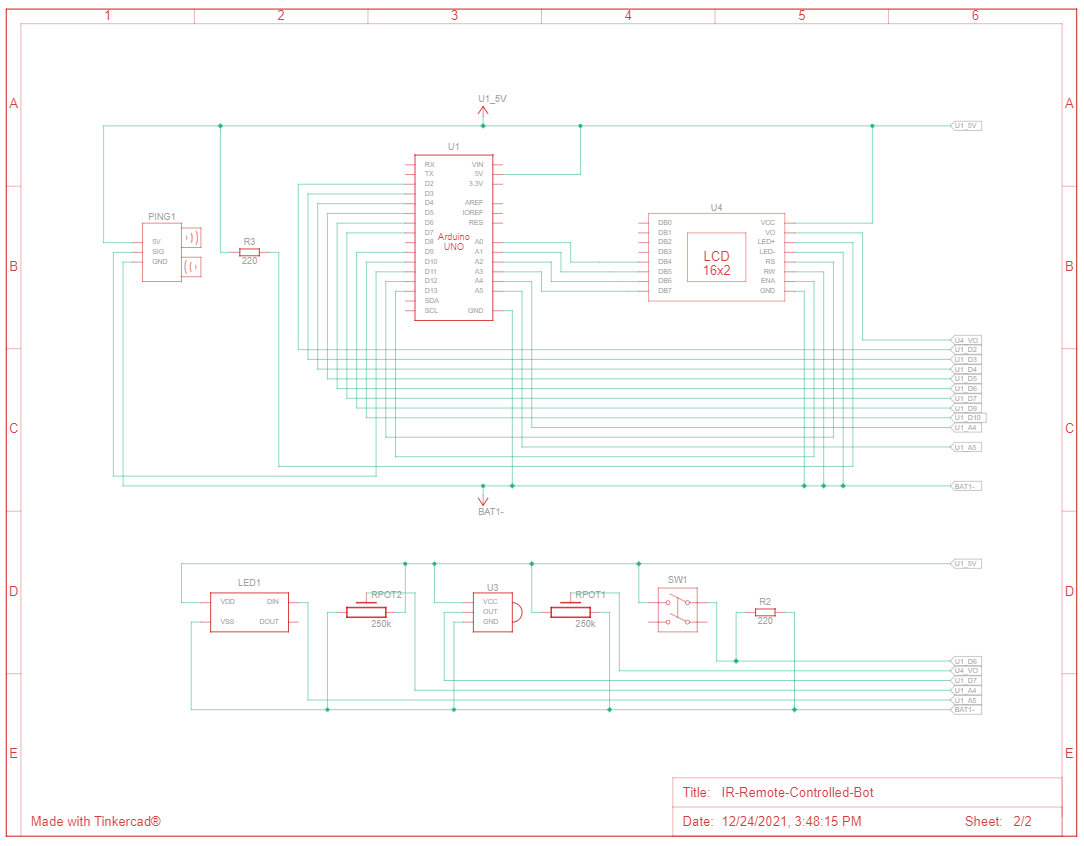 1 2 3 4 5 6
A A
B B
C C
D D
E E
U1_5V
U1_5V
U1
RX VIN
TX 5V
D2 3.3V
D3
D4 AREF
D5 IOREF
D6 RES
D7
D8 A0
D9 A1
D10 A2
D11 A3
D12 A4
D13 A5
SDA
SCL GND
Arduino
UNO
PING1
5V
SIG
GND
R3
220
U4
DB0 VCC
DB1 VO
DB2 LED+
DB3 LED-
DB4 RS
DB5 RW
DB6 ENA
DB7 GND
LCD
16x2
U4_VO
U1_D2
U1_D3
U1_D4
U1_D5
U1_D6
U1_D7
U1_D9
U1_D10
U1_A4
U1_A5
BAT1-
BAT1-
U1_5V
LED1
VDD DIN
VSS DOUT
RPOT2
250k
U3
VCC
OUT
GND
RPOT1
250k
SW1
R2
220
U1_D6
U4_VO
U1_D7
U1_A4
U1_A5
BAT1-
Title: IR-Remote-Controlled-Bot
Made with Tinkercad® Date: 12/24/2021, 3:48:15 PM Sheet: 2/2